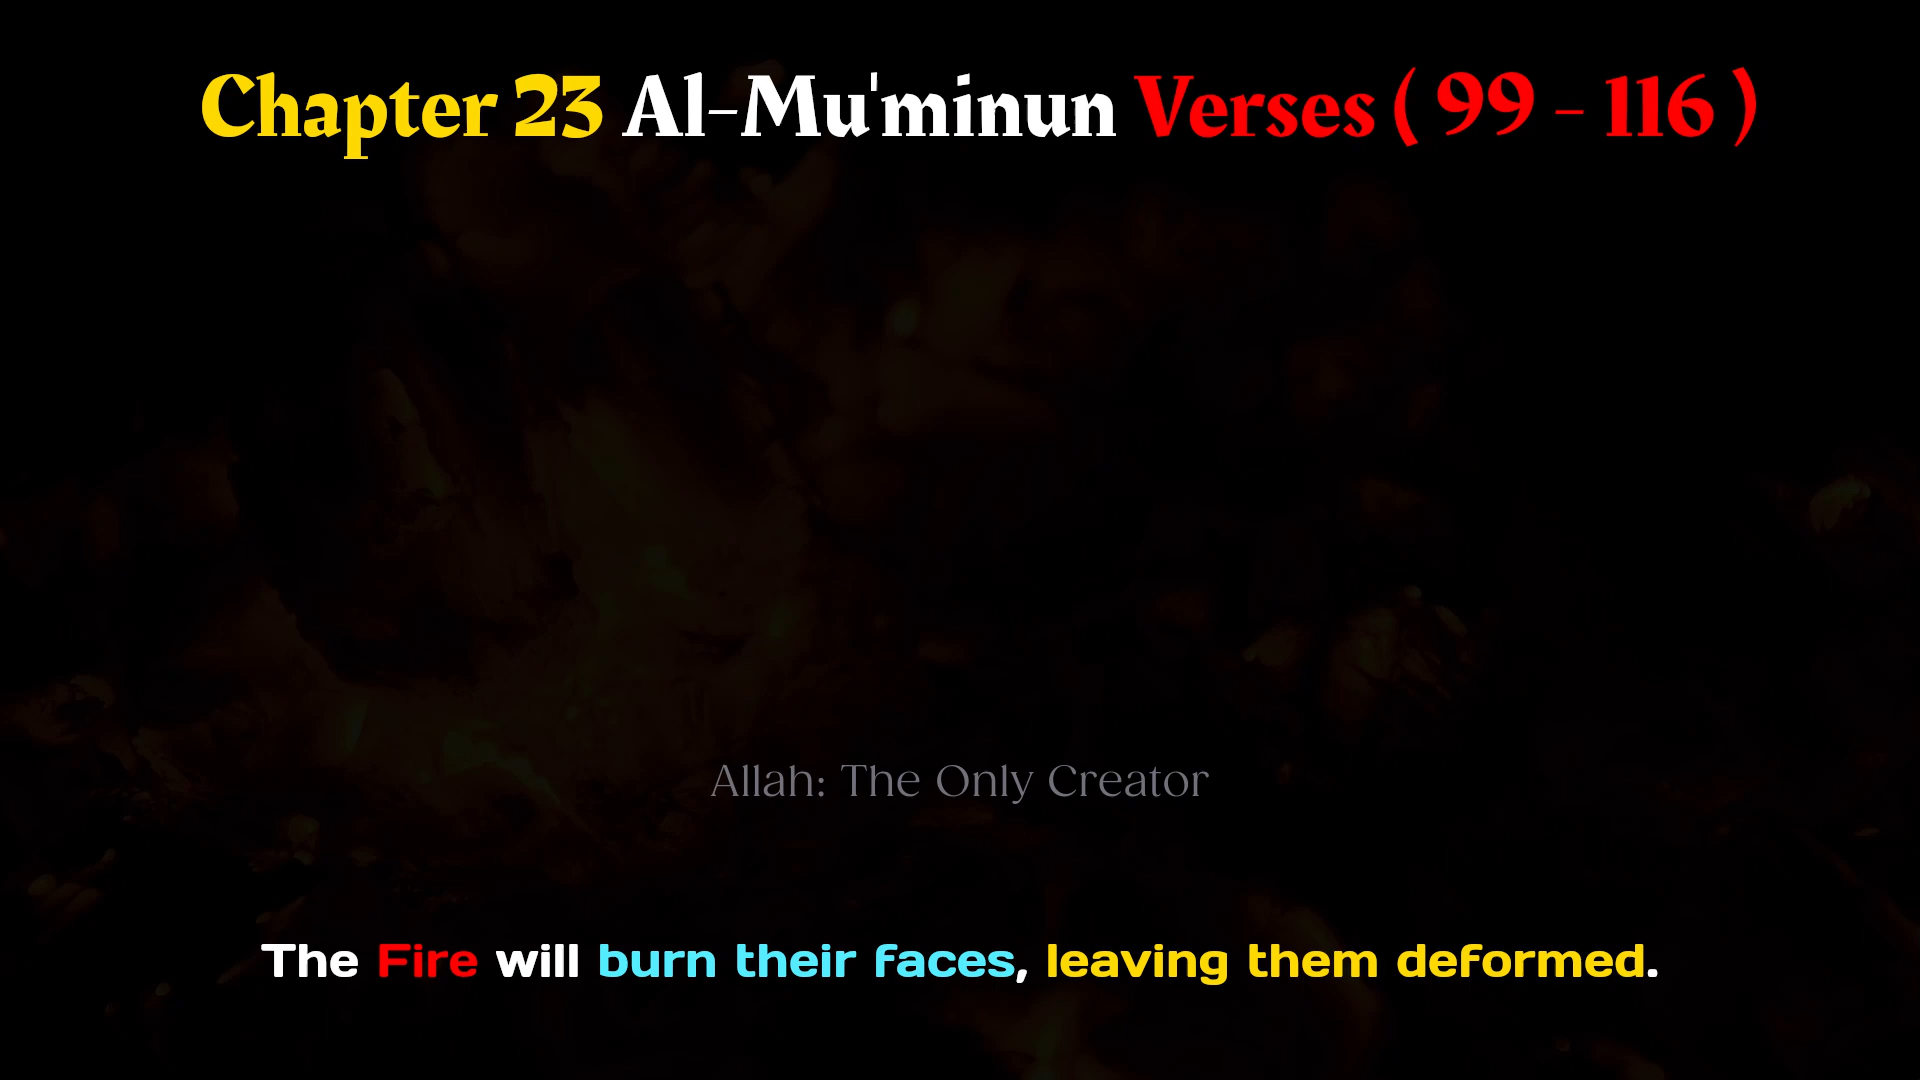 Chapter 23 Al-Mu'minun Verses ( 99 - 116 )
Allah: The Only Creator
The Fire will burn their faces, leaving them deformed.